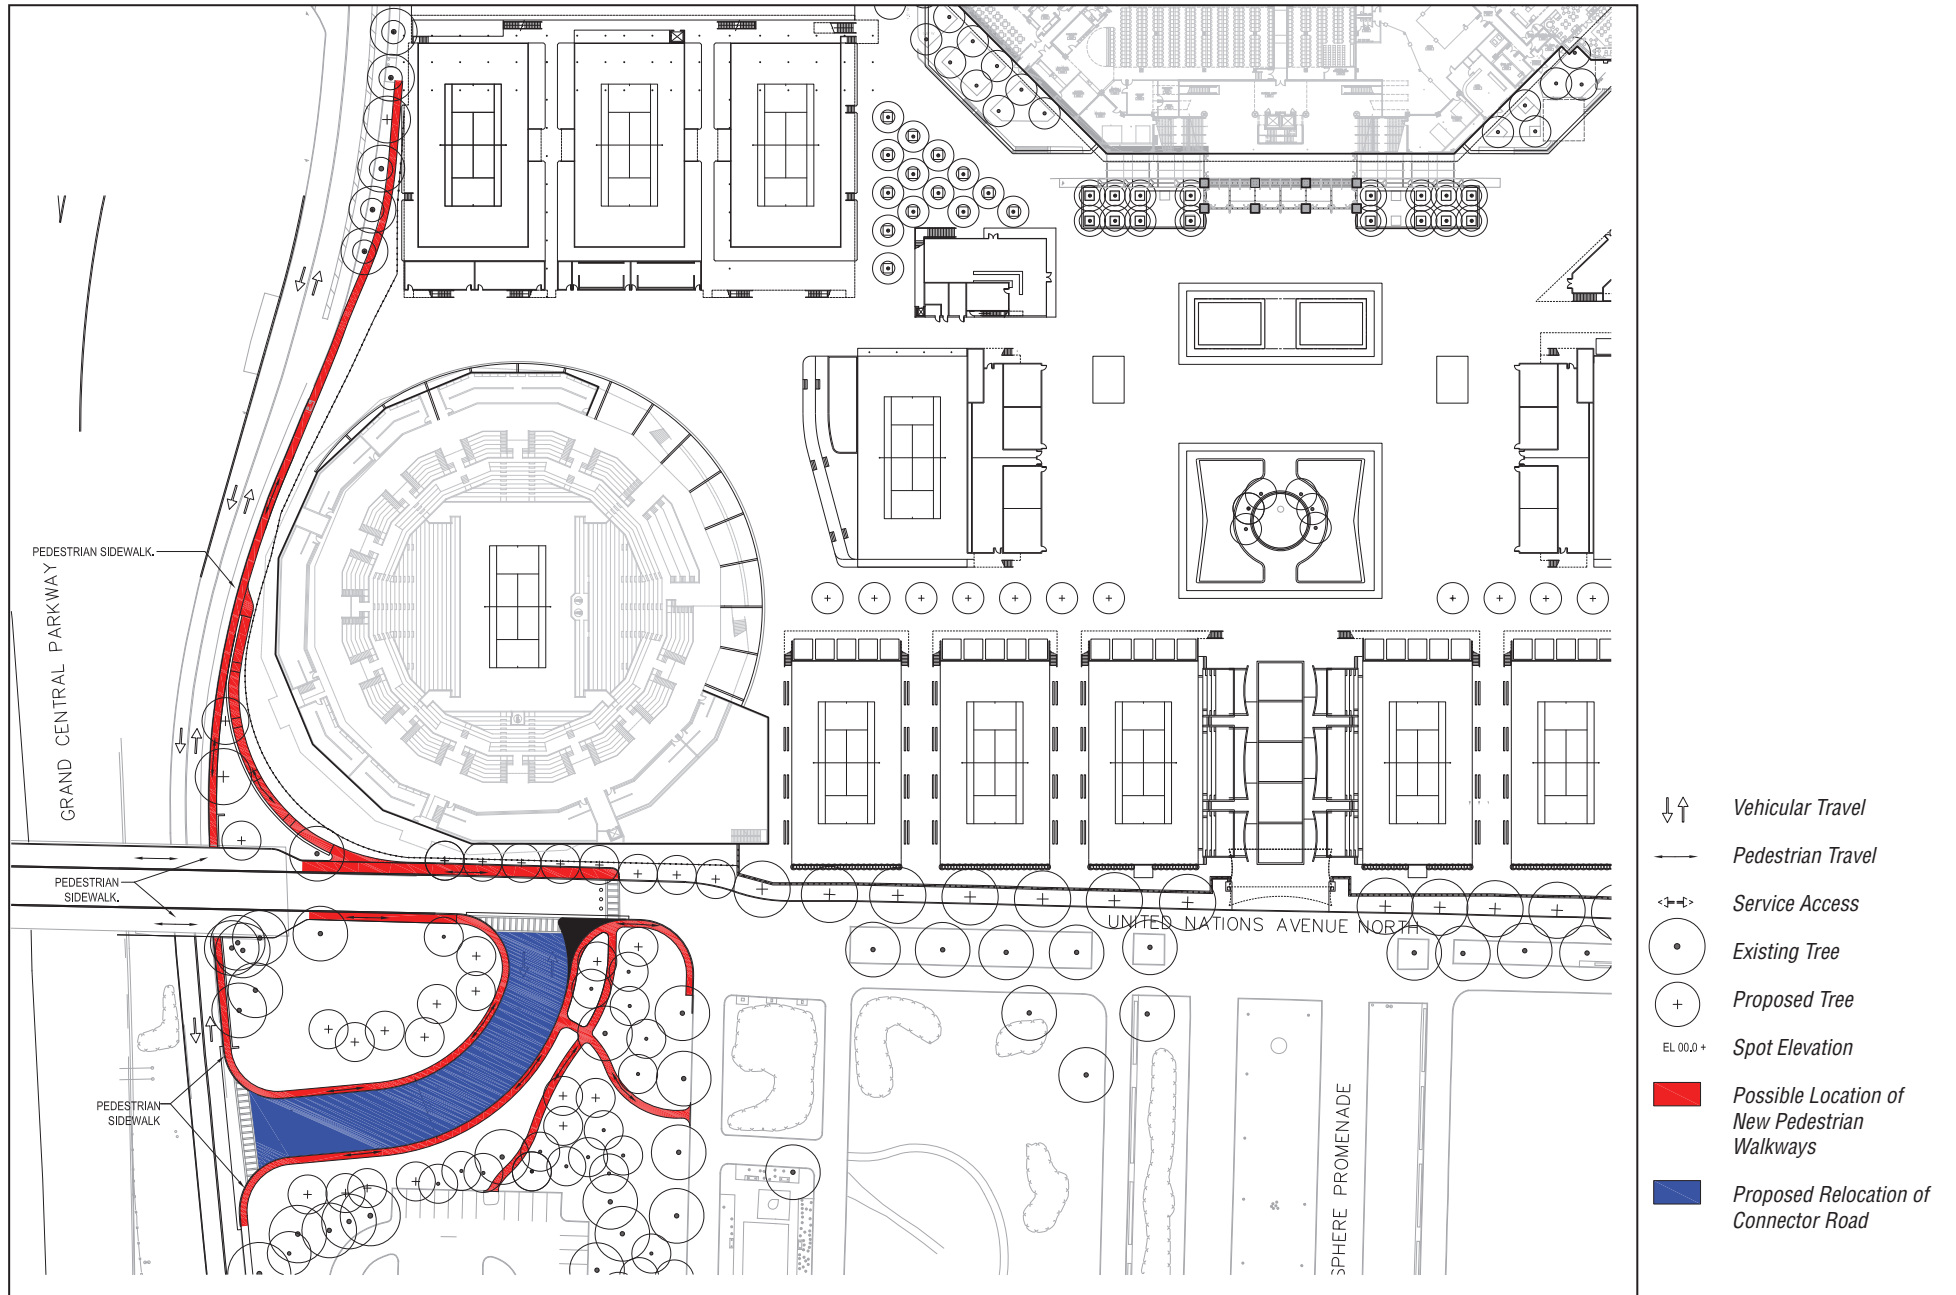 PEDESTRIAN SIDEWALK.
GRAND CENTRAL PARKWAY
PEDESTRIAN
SIDEWALK.
UNITED NATIONS AVENUE NORTH
PEDESTRIAN
SIDEWALK
SPHERE PROMENADE
Vehicular Travel
Pedestrian Travel
Service Access
Existing Tree
Proposed Tree
EL 00.0 + Spot Elevation
Possible Location of
New Pedestrian
Walkways
Proposed Relocation of
Connector Road